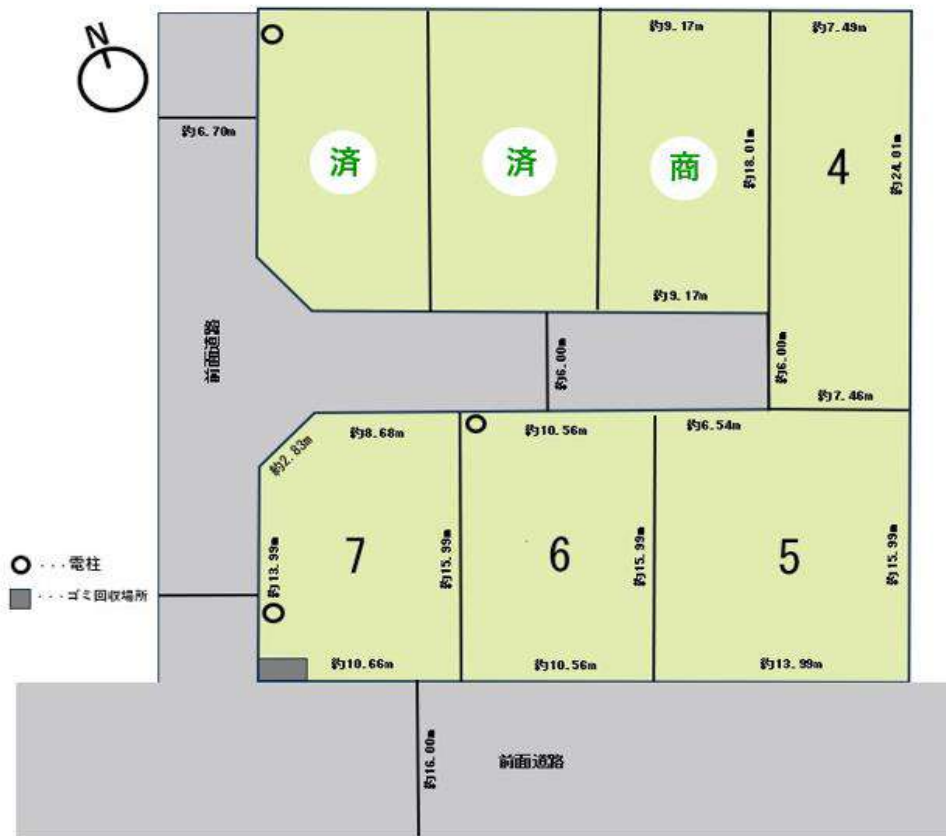 N
約9.17m
約7.49m
約6.70m
済
済
商
約18.01m
4
約24.01m
約9.17m
前面道路
約6.00m
約6.00m
約7.46m
約8.68m
約10.56m
約6.54m
約2.83m
約13.99m
7
約15.99m
6
約15.99m
5
約15.99m
・・・電柱
・・・ゴミ回収場所
約10.66m
約10.56m
約13.99m
約16.00m
前面道路